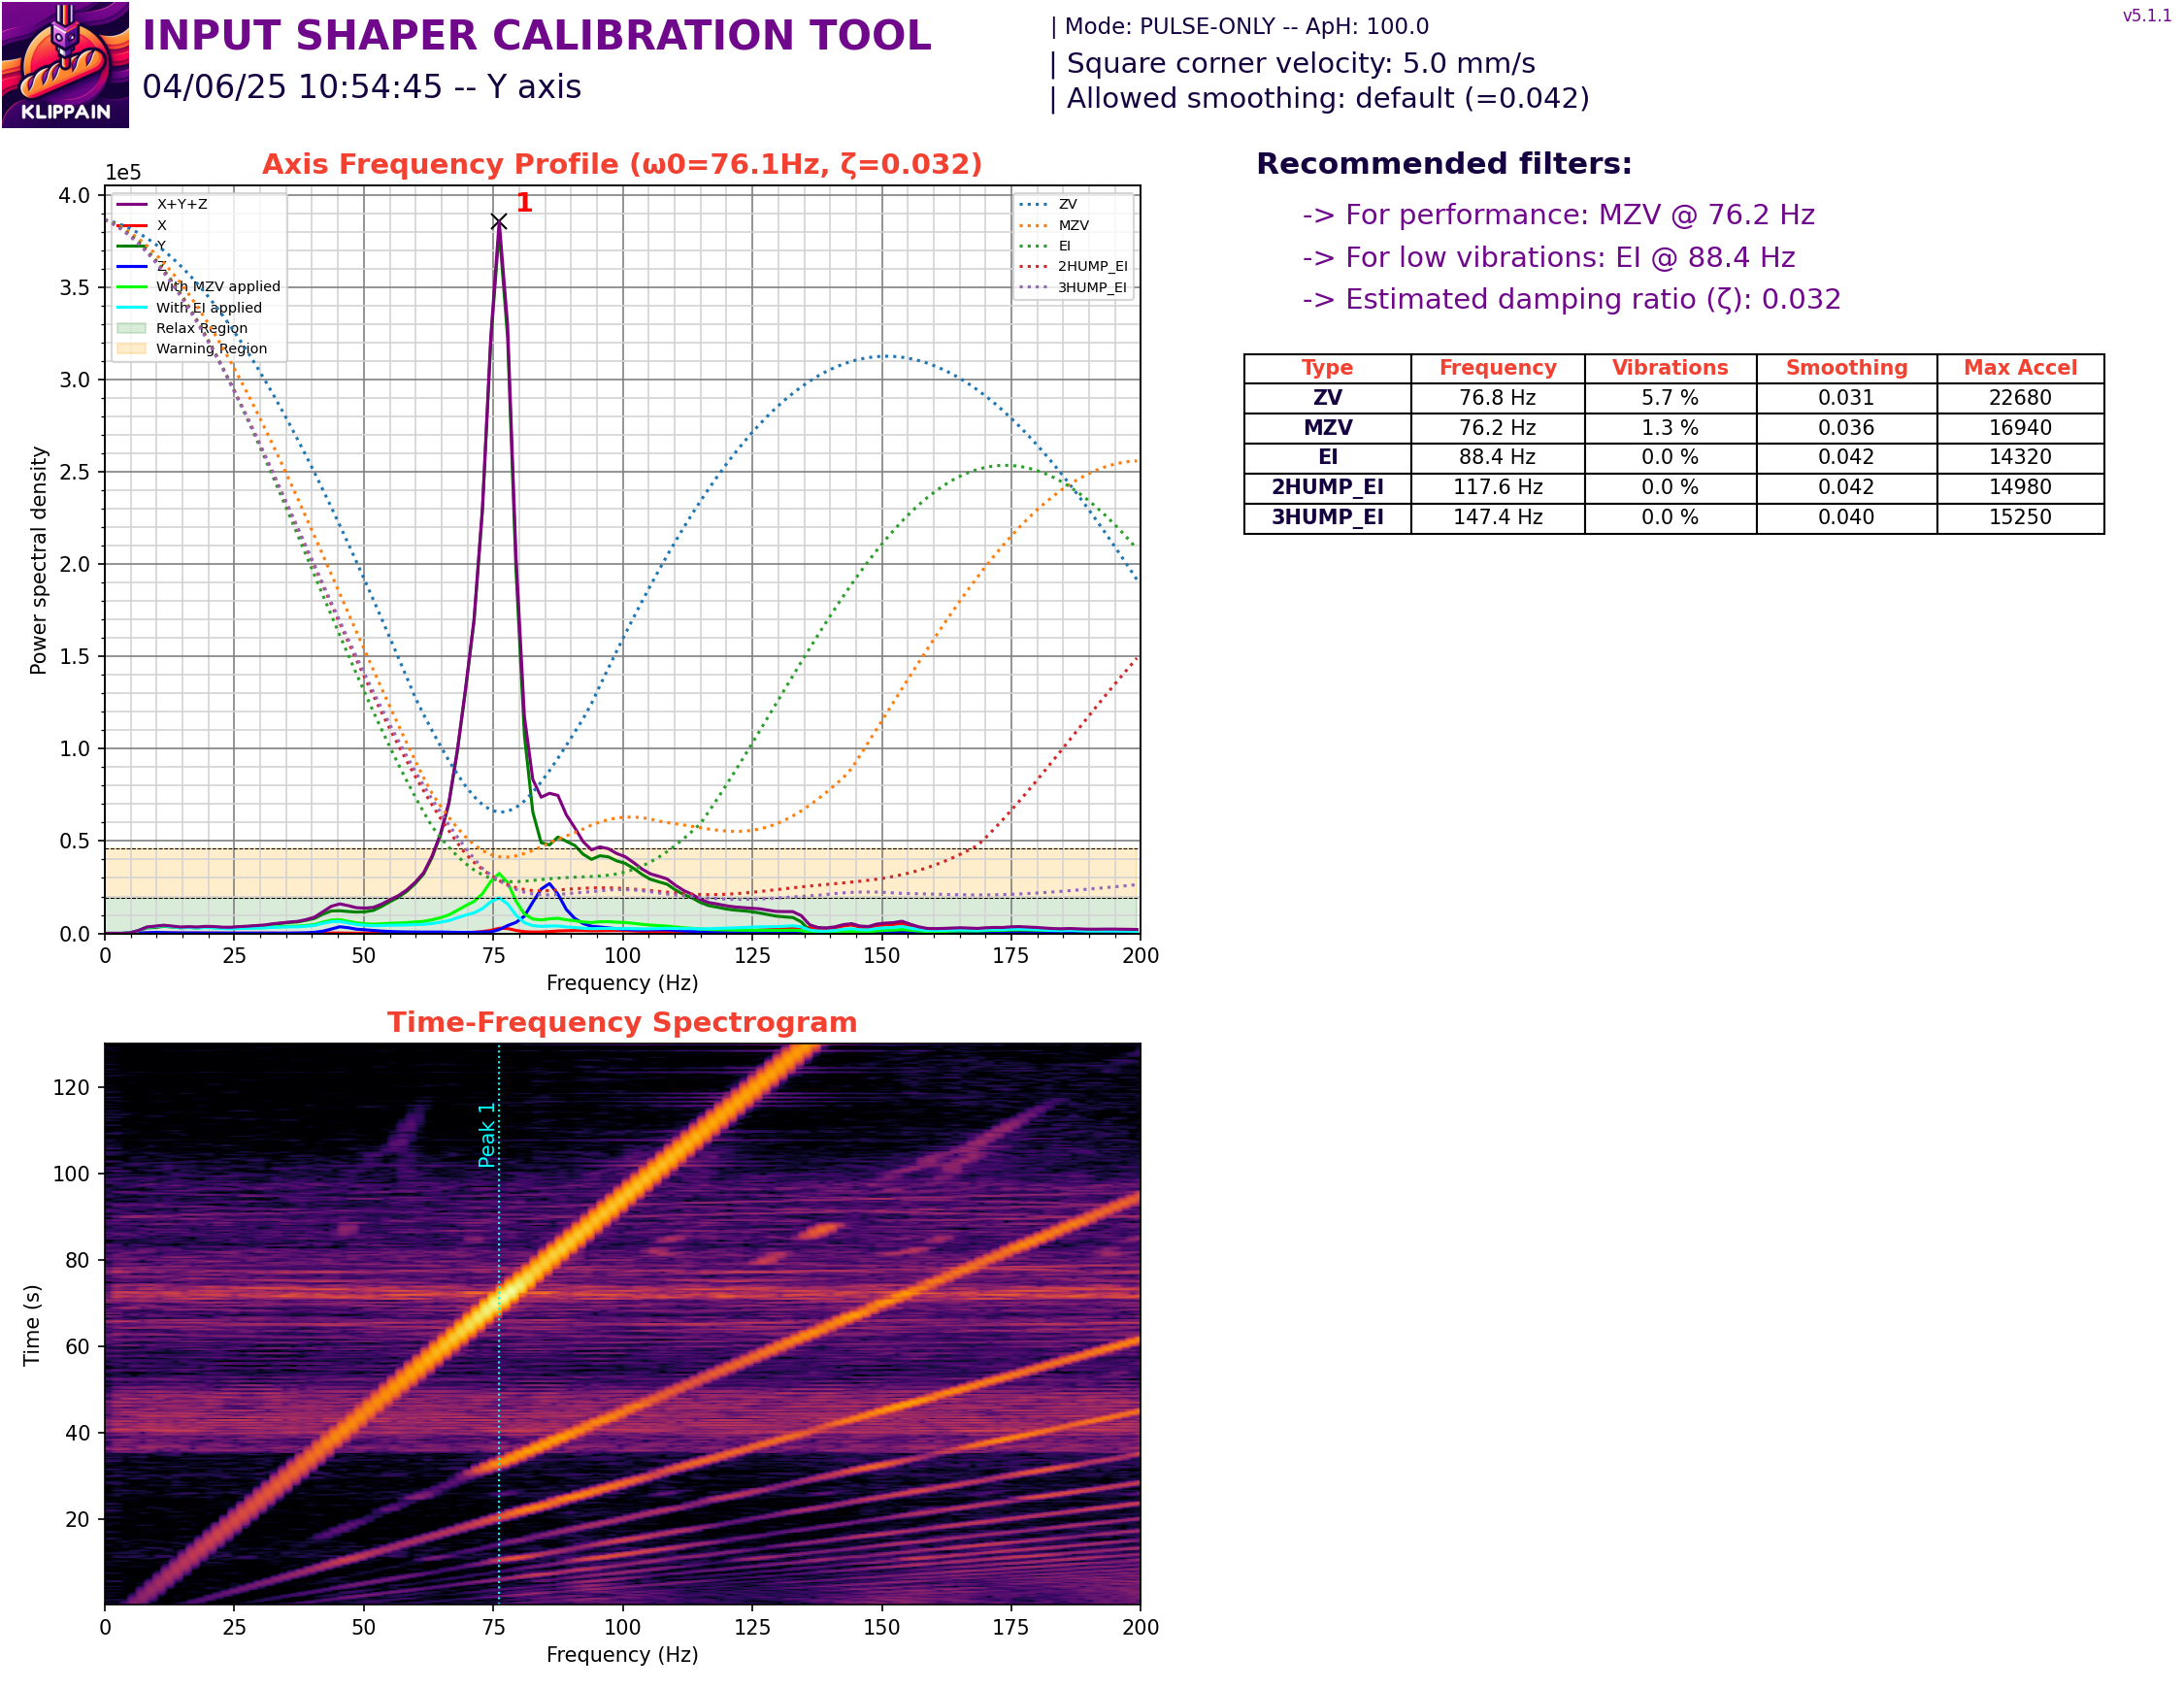 KLIPPAIN
INPUT SHAPER CALIBRATION TOOL
04/06/25 10:54:45 -- Y axis
| Mode: PULSE-ONLY -- ApH: 100.0
| Square corner velocity: 5.0 mm/s
| Allowed smoothing: default (=0.042)
v5.1.1
Axis Frequency Profile (ω0=76.1Hz, ζ=0.032)
1e5
4.0
3.5
3.0
2.5
2.0
1.5
1.0
0.5
0.0
Power spectral density
X+Y+Z
X
Y
Z
With MZV applied
With EI applied
Relax Region
Warning Region
1
ZV
MZV
EI
2HUMP_EI
3HUMP_EI
0 25 50 75 100 125 150 175 200
Frequency (Hz)
Recommended filters:
-> For performance: MZV @ 76.2 Hz
-> For low vibrations: EI @ 88.4 Hz
-> Estimated damping ratio (ζ): 0.032
Type Frequency Vibrations Smoothing Max Accel
ZV 76.8 Hz 5.7 % 0.031 22680
MZV 76.2 Hz 1.3 % 0.036 16940
EI 88.4 Hz 0.0 % 0.042 14320
2HUMP_EI 117.6 Hz 0.0 % 0.042 14980
3HUMP_EI 147.4 Hz 0.0 % 0.040 15250
Time-Frequency Spectrogram
120
100
80
60
40
20
Time (s)
Peak 1
0 25 50 75 100 125 150 175 200
Frequency (Hz)